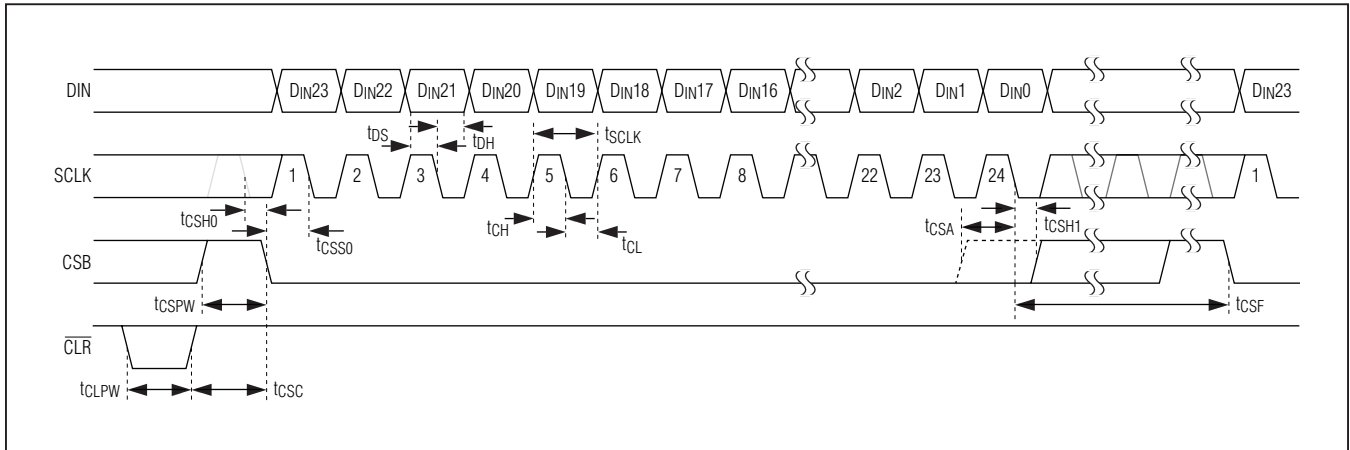 DIN
DIN23 DIN22 DIN21 DIN20 DIN19 DIN18 DIN17 DIN16 DIN2 DIN1 DIN0 DIN23
tDS tDH tSCLK
SCLK
1 2 3 4 5 6 7 8 22 23 24 1
tCSH0 tCSS0 tCH tCL tCSA tCSH1
CSB
tCSPW tCSF
CLR
tCLPW tCSC